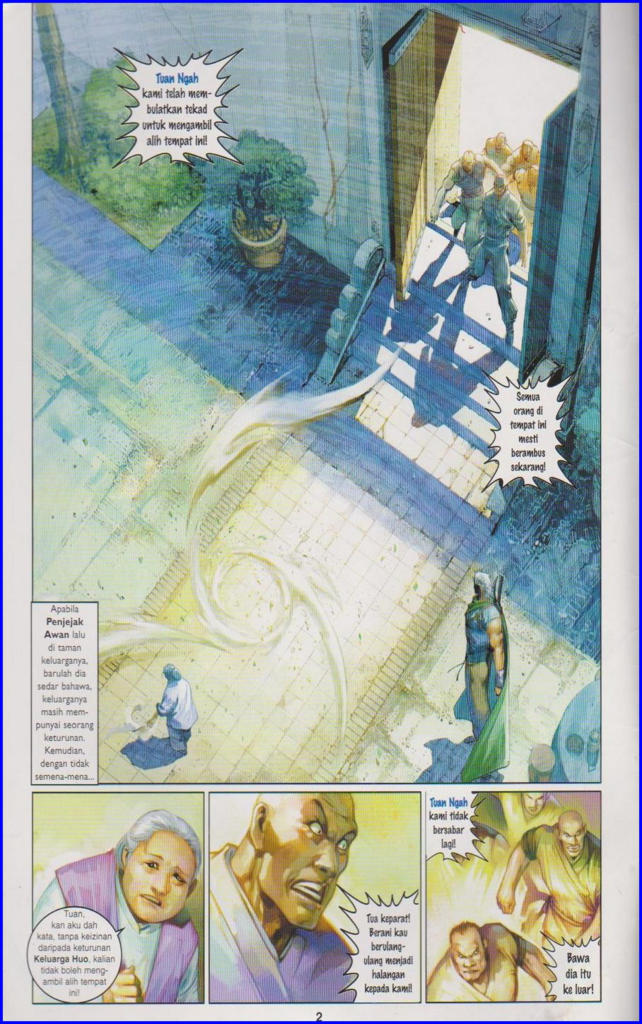 Tuan Ngah
kami telah mem-
bulatkan tekad
untuk mengambil
alih tempat ini!
Semua
orang di
tempat ini
mesti
berambus
sekarang!
Apabila
Penjejak
Awan lalu
di taman
keluarganya,
barulah dia
sedar bahawa,
keluarganya
masih mem-
punyai seorang
keturunan.
Kemudian,
dengan tidak
semena-mena...
Tuan,
kan aku dah
kata, tanpa keizinan
daripada keturunan
Keluarga Huo, kalian
tidak boleh meng-
ambil alih tempat
ini!
Tua keparat!
Berani kau
berulang-
ulang menjadi
halangan
kepada kami!
Tuan Ngah
kami tidak
bersabar
lagi!
Bawa
dia itu
ke luar!
2